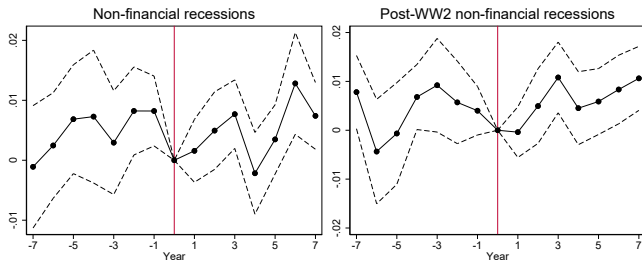 Non-financial recessions
.02
.01
0
-.01
-7 -5 -3 -1 1 3 5 7
Year
Post-WW2 non-financial recessions
.02
.01
0
-.01
-.02
-7 -5 -3 -1 1 3 5 7
Year